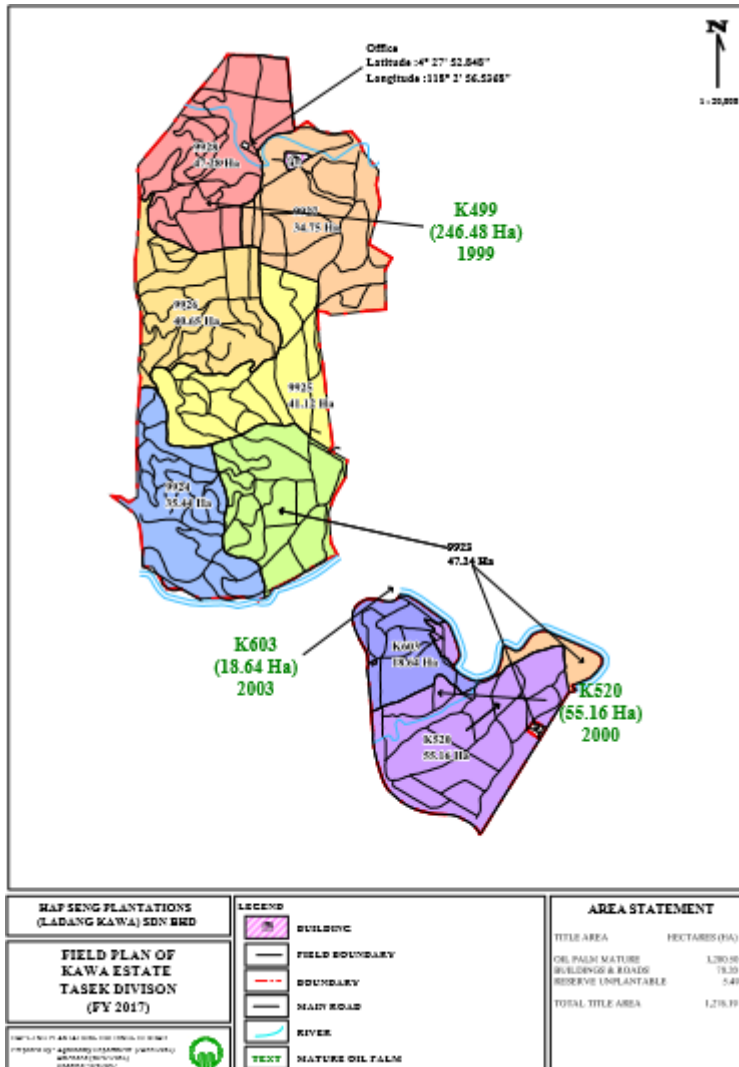 Office
Latitude :4° 27' 52.848"
Longitude :118° 2' 56.5368"
N
9928
9927
34.75 Ha
K499
(246.48 Ha)
1999
9926
40.65 Ha
9925
41.12 Ha
9924
35.44 Ha
9923
47.24 Ha
K603
(18.64 Ha)
2003
K603
18.64 Ha
K520
(55.16 Ha)
2000
K520
55.16 Ha
HAP SENG PLANTATIONS
(LADANG KAWA) SDN BHD
FIELD PLAN OF
KAWA ESTATE
TASEK DIVISON
(FY 2017)
LEGEND
BUILDING
FIELD BOUNDARY
BOUNDARY
MAIN ROAD
RIVER
TEXT MATURE OIL PALM
AREA STATEMENT
TITLE AREA HECTARES (HA)
OIL PALM MATURE
BUILDINGS & ROADS
RESERVE UNPLANTABLE
TOTAL TITLE AREA